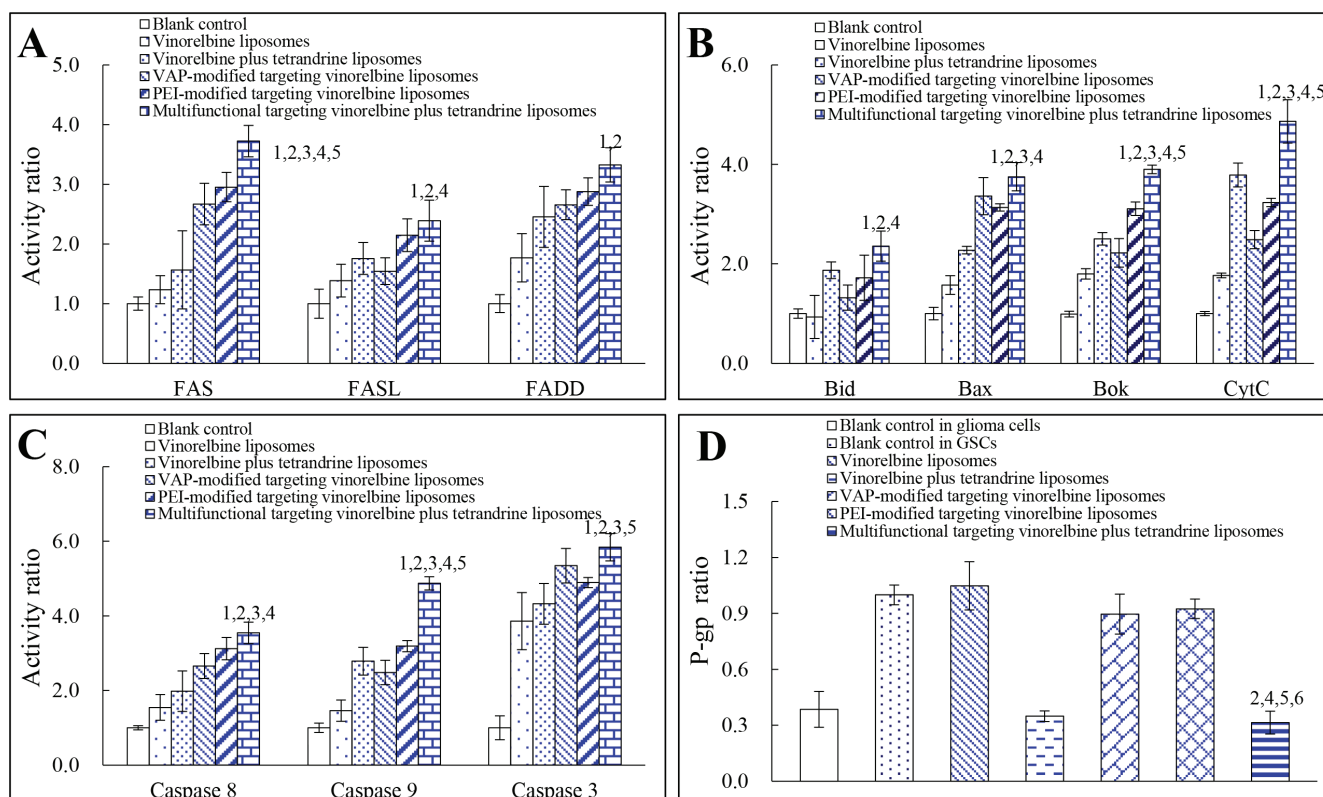 A
Blank control
Vinorelbine liposomes
Vinorelbine plus tetrandrine liposomes
VAP-modified targeting vinorelbine liposomes
PEI-modified targeting vinorelbine liposomes
Multifunctional targeting vinorelbine plus tetrandrine liposomes
Activity ratio
5.0
4.0
3.0
2.0
1.0
0.0
1,2,3,4,5
1,2,4
1,2
FAS
FASL
FADD
B
Blank control
Vinorelbine liposomes
Vinorelbine plus tetrandrine liposomes
VAP-modified targeting vinorelbine liposomes
PEI-modified targeting vinorelbine liposomes
Multifunctional targeting vinorelbine plus tetrandrine liposomes
Activity ratio
6.0
4.0
2.0
0.0
1,2,4
1,2,3,4
1,2,3,4,5
1,2,3,4,5
Bid
Bax
Bok
CytC
C
Blank control
Vinorelbine liposomes
Vinorelbine plus tetrandrine liposomes
VAP-modified targeting vinorelbine liposomes
PEI-modified targeting vinorelbine liposomes
Multifunctional targeting vinorelbine plus tetrandrine liposomes
Activity ratio
8.0
6.0
4.0
2.0
0.0
1,2,3,4
1,2,3,4,5
1,2,3,5
Caspase 8
Caspase 9
Caspase 3
D
Blank control in glioma cells
Blank control in GSCs
Vinorelbine liposomes
Vinorelbine plus tetrandrine liposomes
VAP-modified targeting vinorelbine liposomes
PEI-modified targeting vinorelbine liposomes
Multifunctional targeting vinorelbine plus tetrandrine liposomes
P-gp ratio
1.5
1.2
0.9
0.6
0.3
0.0
2,4,5,6